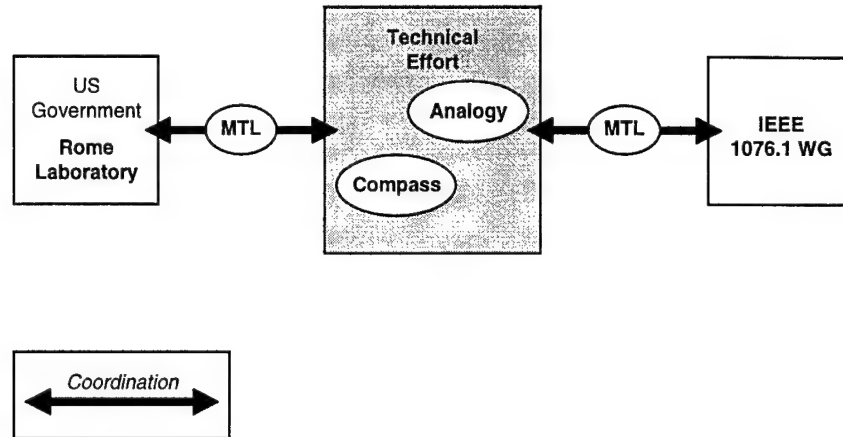 US
Government
Rome
Laboratory
MTL
Technical
Effort
Analogy
Compass
MTL
IEEE
1076.1 WG
Coordination